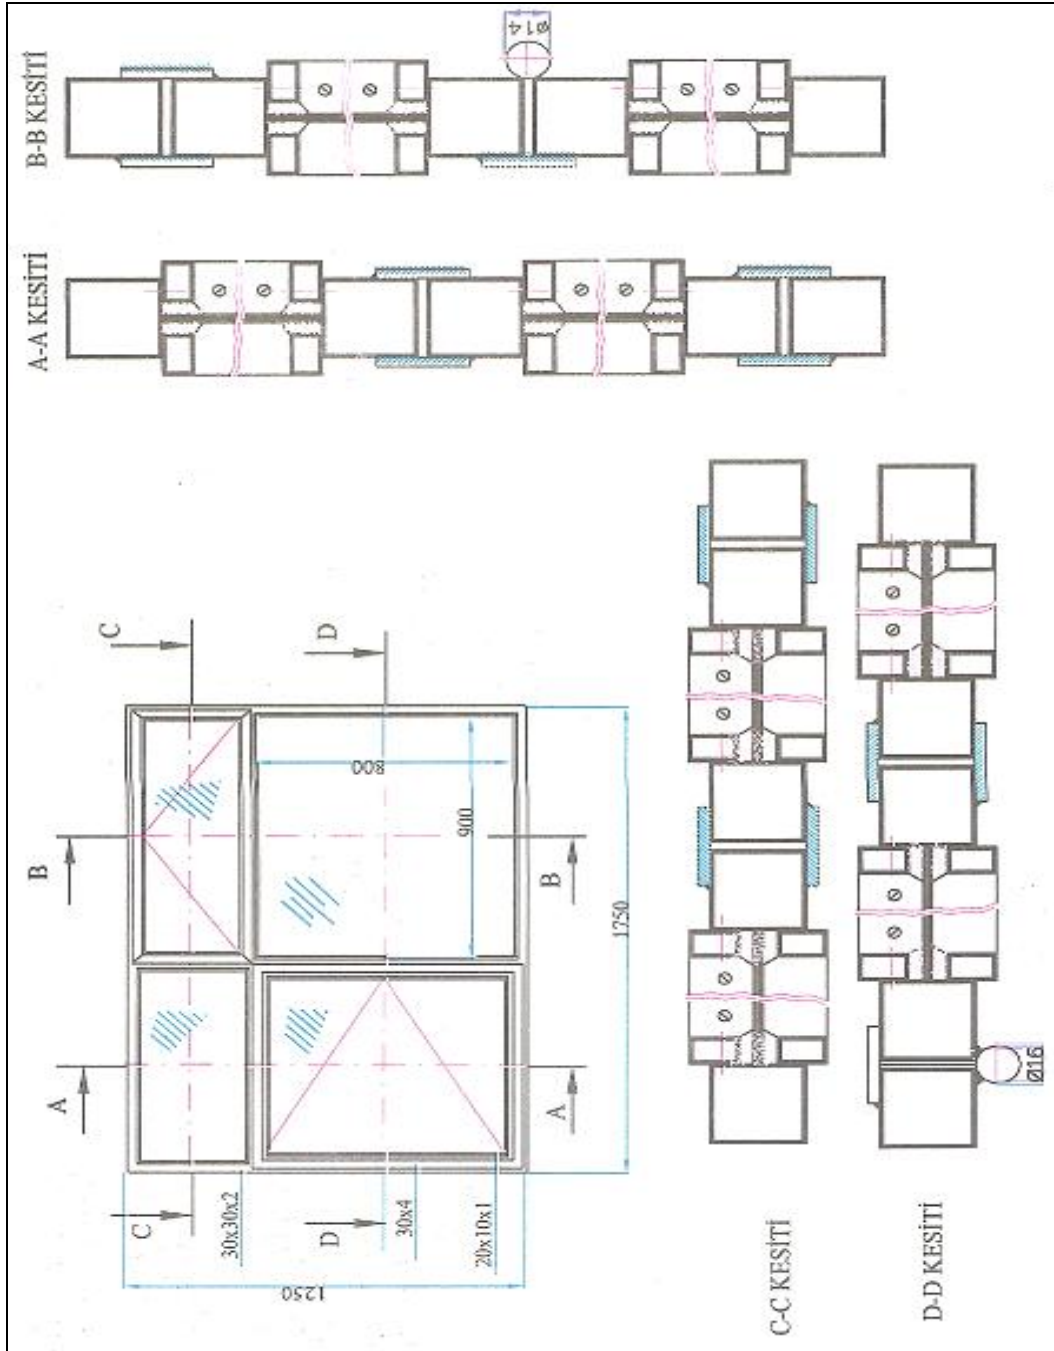 B-B KESİTİ
Ø14
A-A KESİTİ
C
D
B
B
800
900
1750
A
A
C
D
30x30x2
30x4
20x10x1
1250
C-C KESİTİ
D-D KESİTİ
Ø16